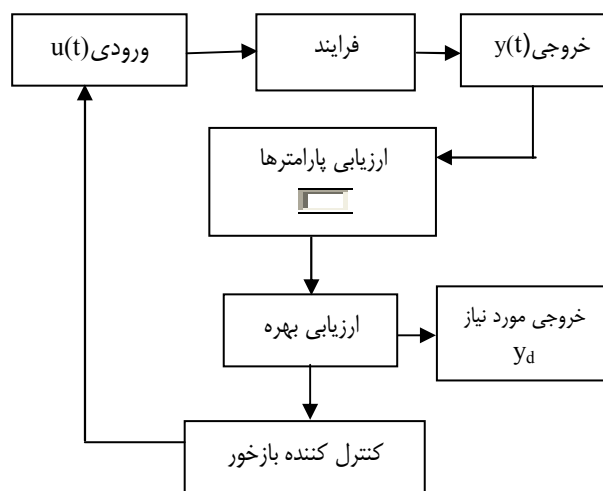 ورودی u(t)
فرایند
خروجی y(t)
ارزیابی پارامترها
ارزیابی بهره
خروجی مورد نیاز
yd
کنترل کننده بازخور